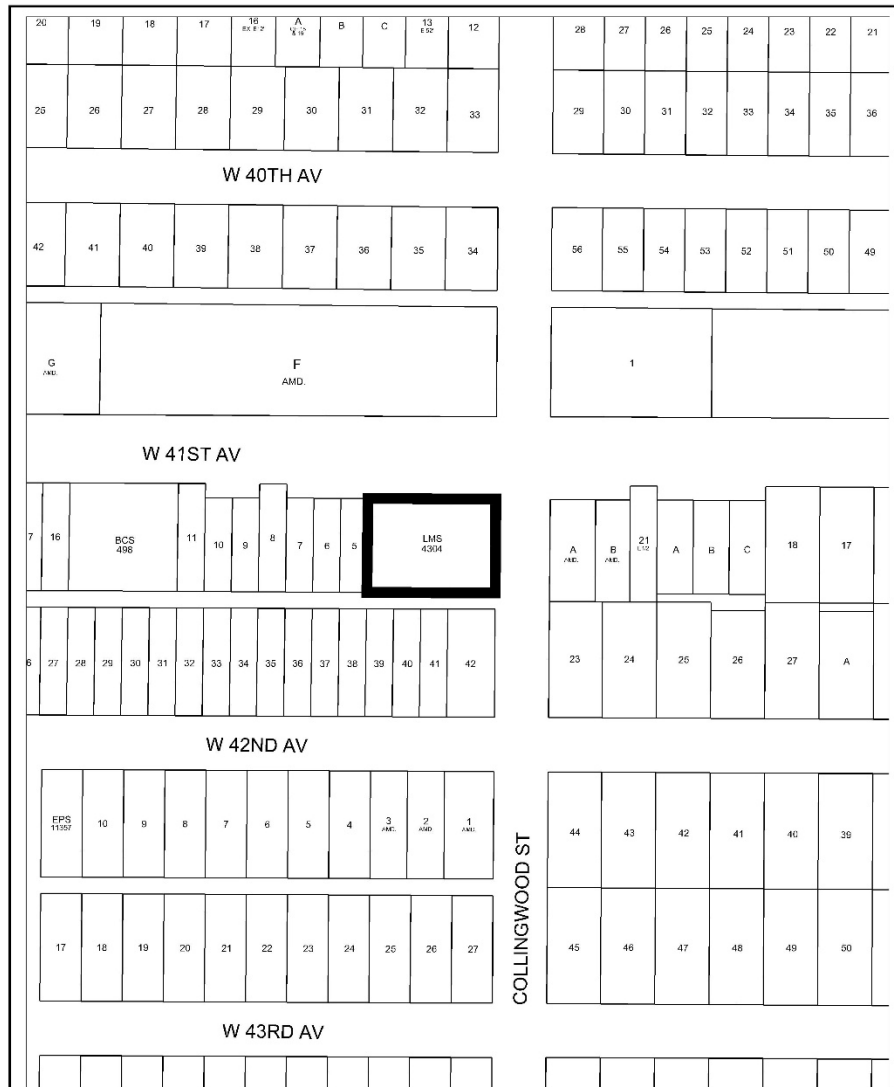 20 19 18 17 16 A B C 13 12 28 27 26 25 24 23 22 21
E 52'
25 26 27 28 29 30 31 32 33 29 30 31 32 33 34 35 36
W 40TH AV
42 41 40 39 38 37 36 35 34 56 55 54 53 52 51 50 49
G F 1
AMD. AMD.
W 41ST AV
7 16 BCS 11 10 9 8 7 6 5 LMS A B 21 A B C 18 17
498 4304 AMD. AMD. E 1/2
6 27 28 29 30 31 32 33 34 35 36 37 38 39 40 41 42 23 24 25 26 27 A
W 42ND AV
EPS 10 9 8 7 6 5 4 3 2 1 44 43 42 41 40 39
11357 AMD. AMD AMD.
COLLINGWOOD ST
17 18 19 20 21 22 23 24 25 26 27 45 46 47 48 49 50
W 43RD AV